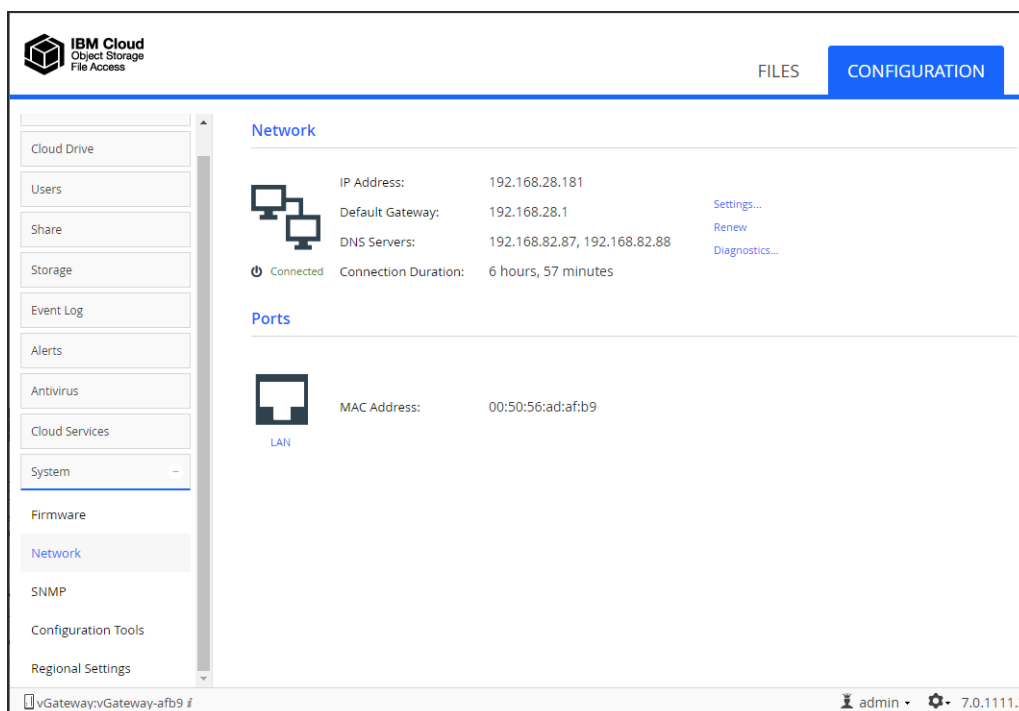 IBM Cloud
Object Storage
File Access
FILES
CONFIGURATION
Cloud Drive
Users
Share
Storage
Event Log
Alerts
Antivirus
Cloud Services
System −
Firmware
Network
SNMP
Configuration Tools
Regional Settings
Network
IP Address: 192.168.28.181
Default Gateway: 192.168.28.1
DNS Servers: 192.168.82.87, 192.168.82.88
Connected Connection Duration: 6 hours, 57 minutes
Settings...
Renew
Diagnostics...
Ports
MAC Address: 00:50:56:ad:af:b9
LAN
vGateway:vGateway-afb9 i
admin
7.0.1111.